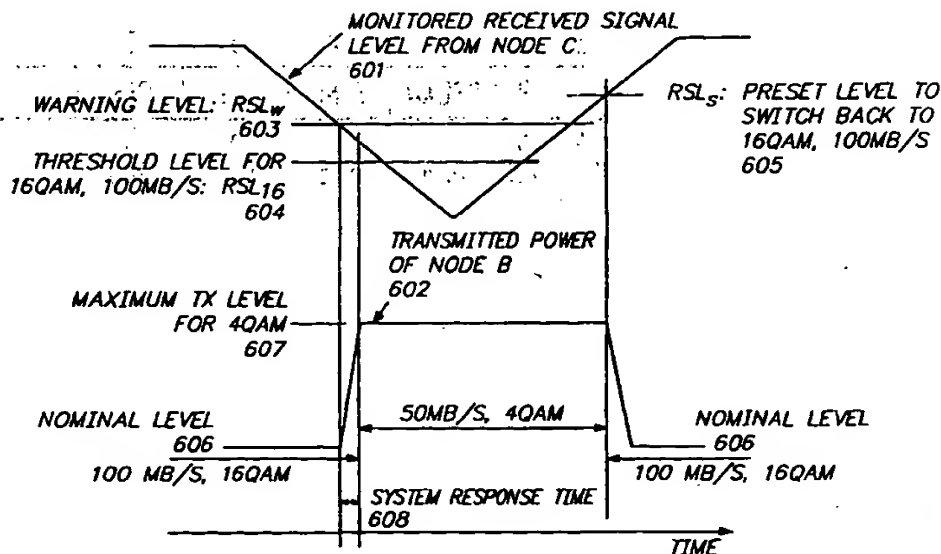 MONITORED RECEIVED SIGNAL
LEVEL FROM NODE C
601
WARNING LEVEL: RSLw
603
THRESHOLD LEVEL FOR
16QAM, 100MB/S: RSL16
604
RSLS: PRESET LEVEL TO
SWITCH BACK TO
16QAM, 100MB/S
605
TRANSMITTED POWER
OF NODE B
602
MAXIMUM TX LEVEL
FOR 4QAM
607
NOMINAL LEVEL
606
100 MB/S, 16QAM
50MB/S, 4QAM
NOMINAL LEVEL
606
100 MB/S, 16QAM
SYSTEM RESPONSE TIME
608
TIME